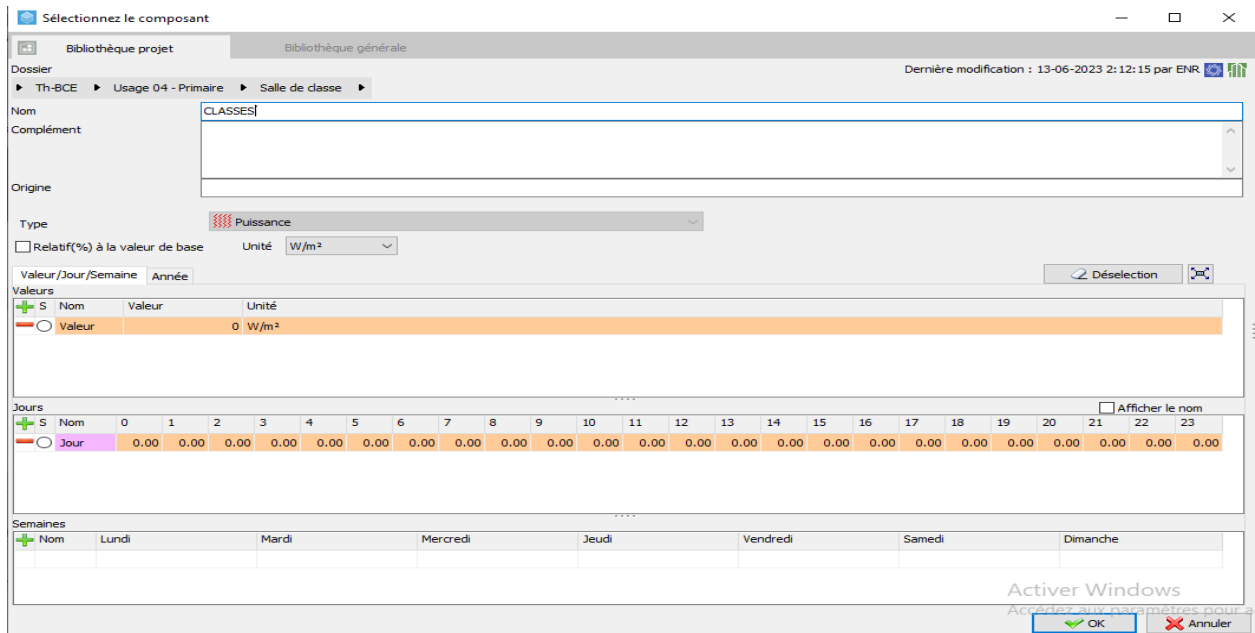 Sélectionnez le composant
Bibliothèque projet Bibliothèque générale
Dossier Dernière modification : 13-06-2023 2:12:15 par ENR
Th-BCE Usage 04 - Primaire Salle de classe
Nom CLASSES
Complément
Origine
Type Puissance
Relatif(%) à la valeur de base Unité W/m²
Valeur/Jour/Semaine Année Déselection
Valeurs
S Nom Valeur Unité
Valeur 0 W/m²
Jours Afficher le nom
S Nom 0 1 2 3 4 5 6 7 8 9 10 11 12 13 14 15 16 17 18 19 20 21 22 23
Jour 0.00 0.00 0.00 0.00 0.00 0.00 0.00 0.00 0.00 0.00 0.00 0.00 0.00 0.00 0.00 0.00 0.00 0.00 0.00 0.00 0.00 0.00 0.00 0.00
Semaines
Nom Lundi Mardi Mercredi Jeudi Vendredi Samedi Dimanche
Activer Windows
Accédez aux paramètres pour a
OK Annuler